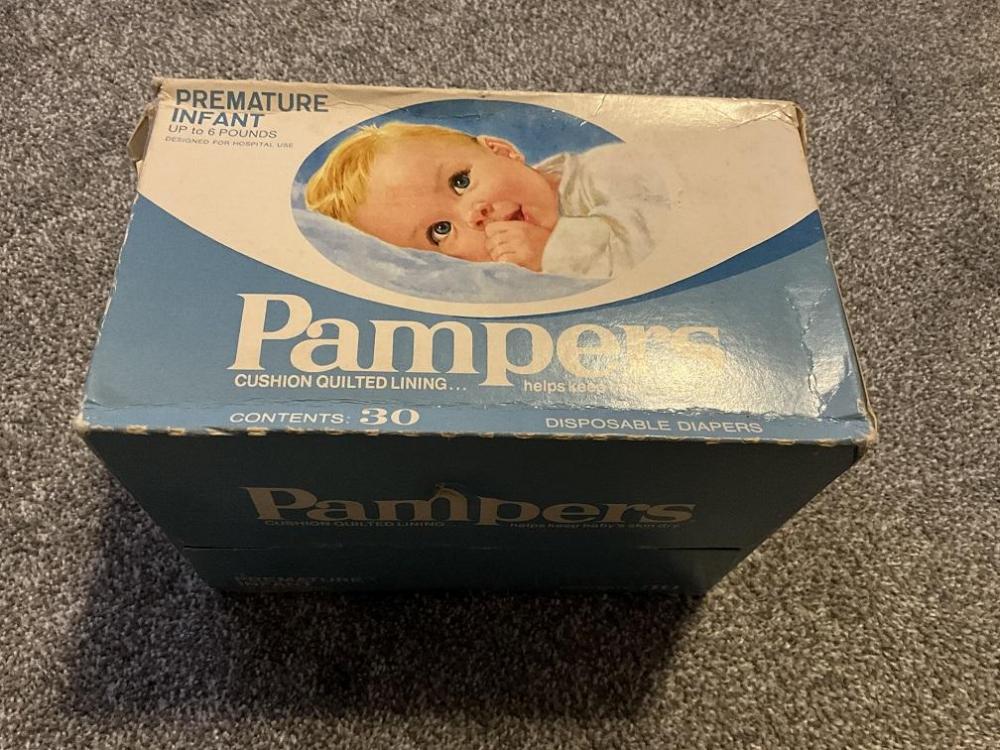 PREMATURE
INFANT
UP to 6 POUNDS
DESIGNED FOR HOSPITAL USE
Pampers
CUSHION QUILTED LINING... helps keep
CONTENTS: 30 DISPOSABLE DIAPERS
Pampers
CUSHION QUILTED LINING... helps keep baby's skin dry
PREMATURE